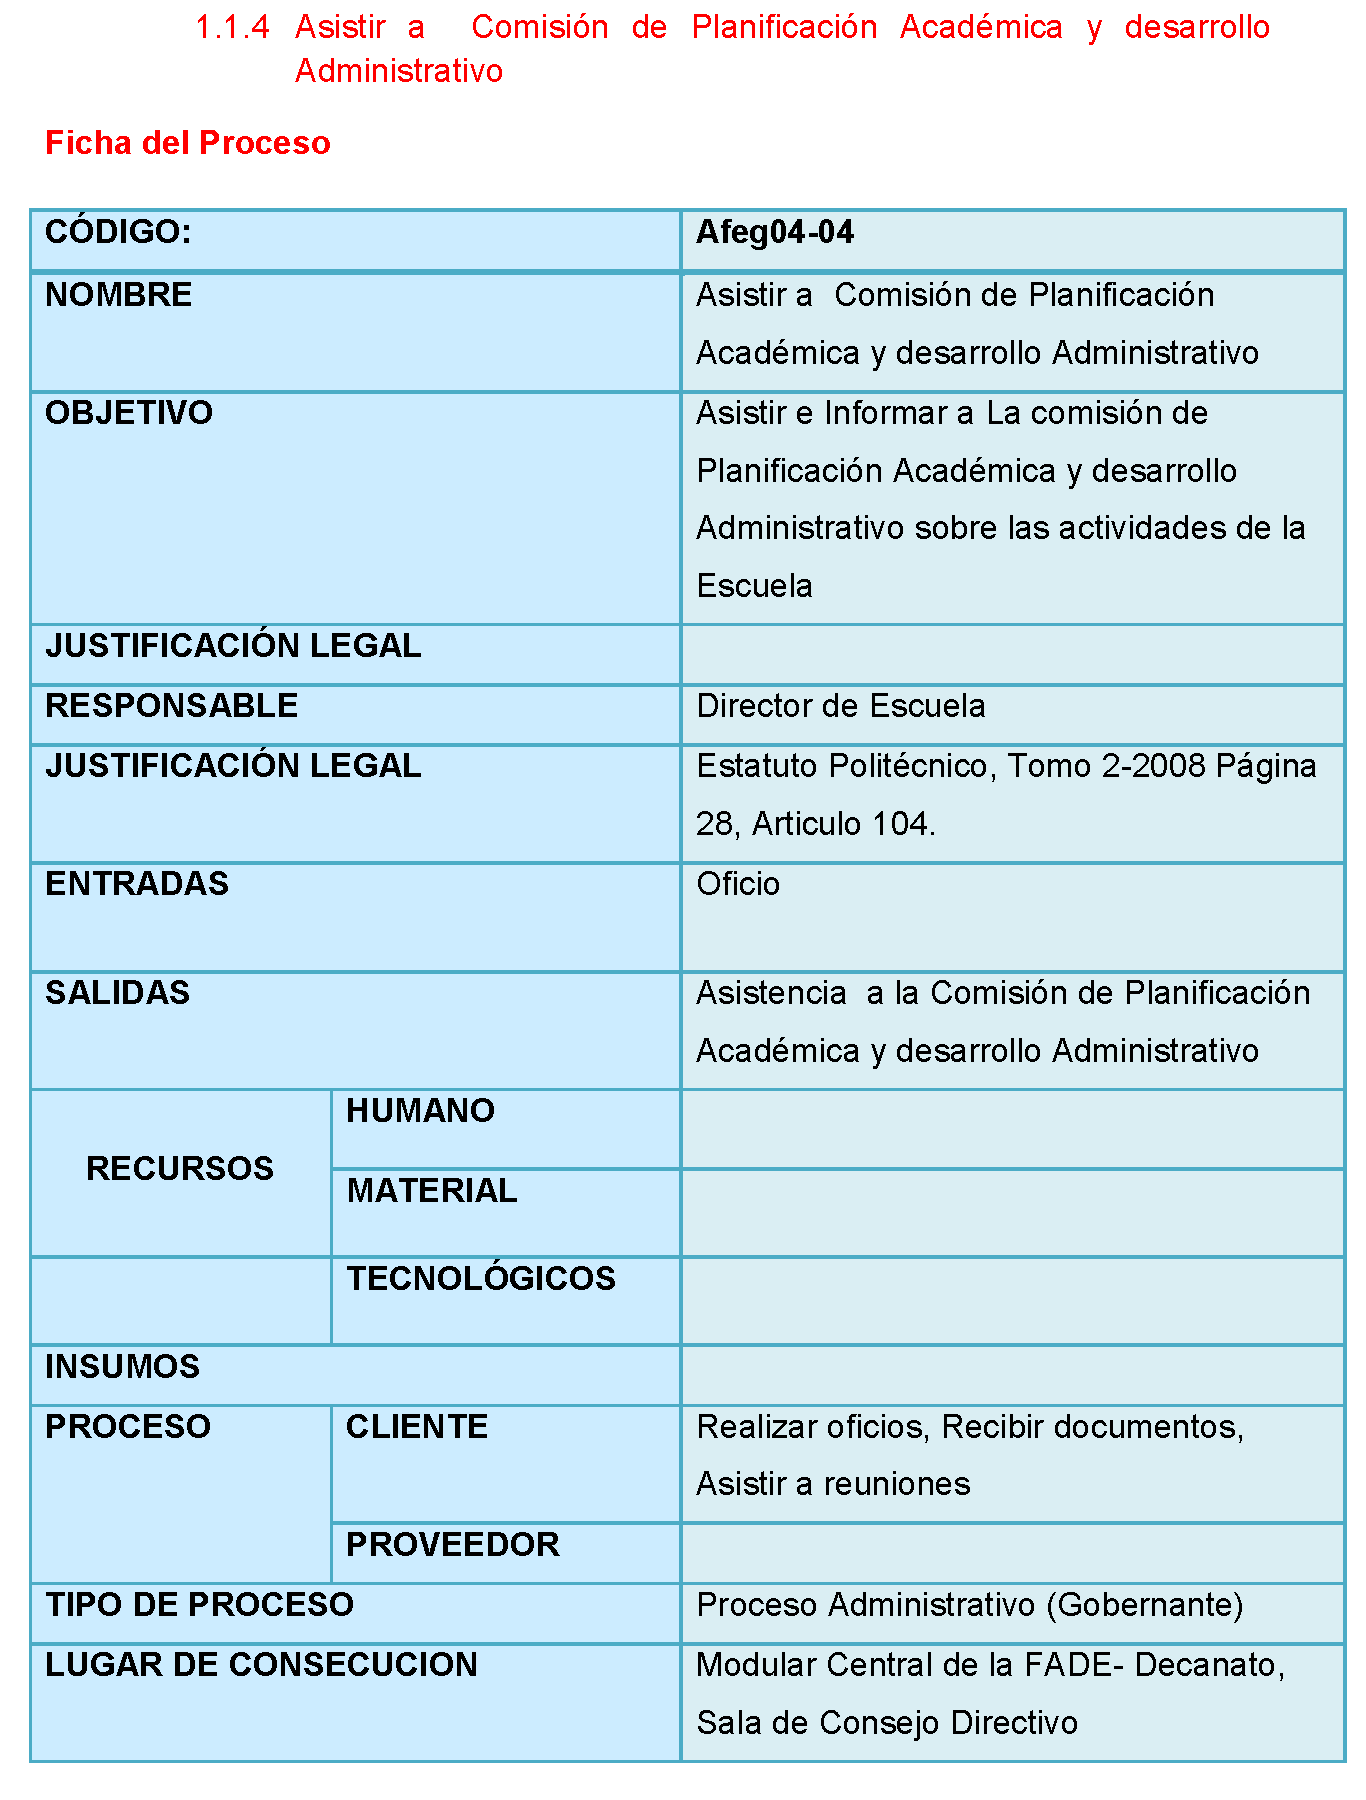 1.1.4 Asistir a Comisión de Planificación Académica y desarrollo
Administrativo
Ficha del Proceso
CÓDIGO: Afeg04-04
NOMBRE Asistir a Comisión de Planificación
Académica y desarrollo Administrativo
OBJETIVO Asistir e Informar a La comisión de
Planificación Académica y desarrollo
Administrativo sobre las actividades de la
Escuela
JUSTIFICACIÓN LEGAL
RESPONSABLE Director de Escuela
JUSTIFICACIÓN LEGAL Estatuto Politécnico, Tomo 2-2008 Página
28, Articulo 104.
ENTRADAS Oficio
SALIDAS Asistencia a la Comisión de Planificación
Académica y desarrollo Administrativo
RECURSOS
HUMANO
MATERIAL
TECNOLÓGICOS
INSUMOS
PROCESO CLIENTE Realizar oficios, Recibir documentos,
Asistir a reuniones
PROVEEDOR
TIPO DE PROCESO Proceso Administrativo (Gobernante)
LUGAR DE CONSECUCION Modular Central de la FADE- Decanato,
Sala de Consejo Directivo